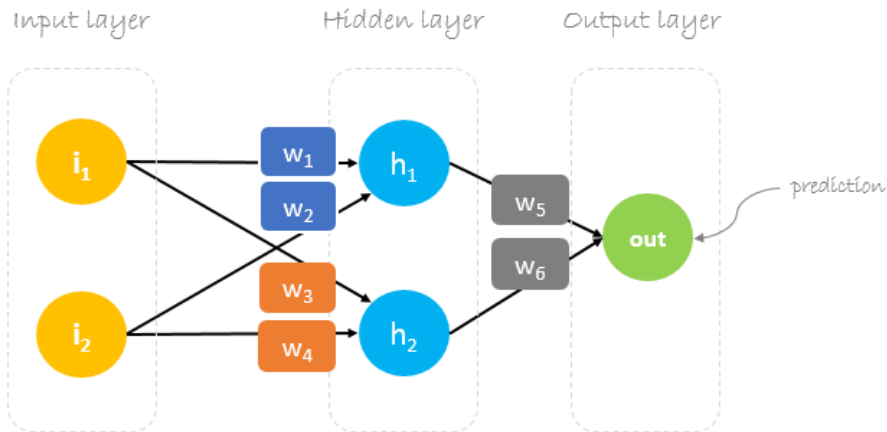 Input layer
Hidden layer
Output layer
i₁
w₁
h₁
w₂
w₅
prediction
out
w₃
w₆
i₂
w₄
h₂